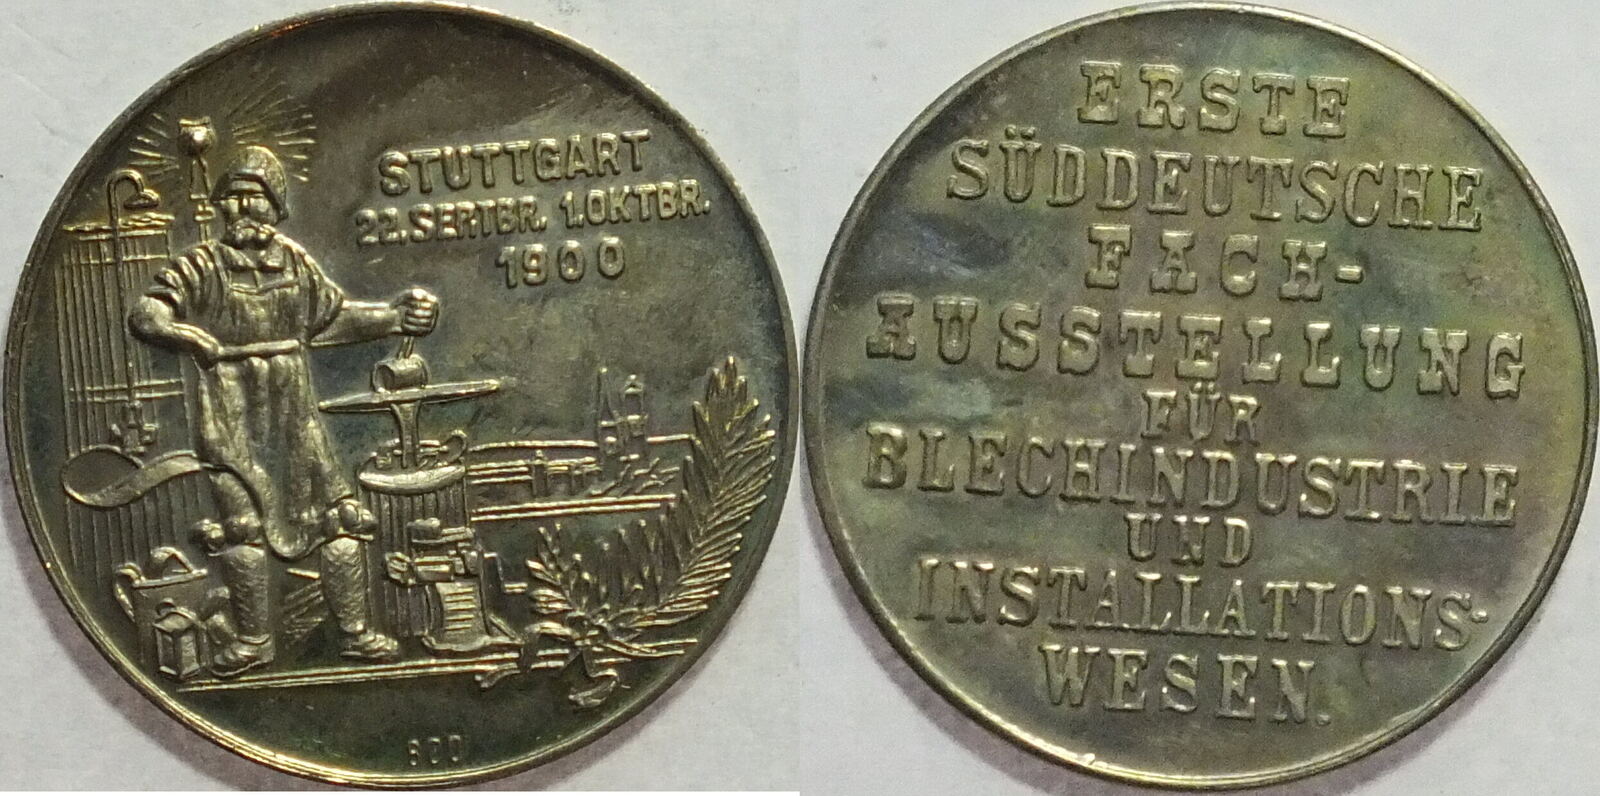 STUTTGART
22. SEPTBR. 1. OKTBR.
1900
800
ERSTE
SÜDDEUTSCHE
FACH-
AUSSTELLUNG
FÜR
BLECHINDUSTRIE
UND
INSTALLATIONS-
WESEN.